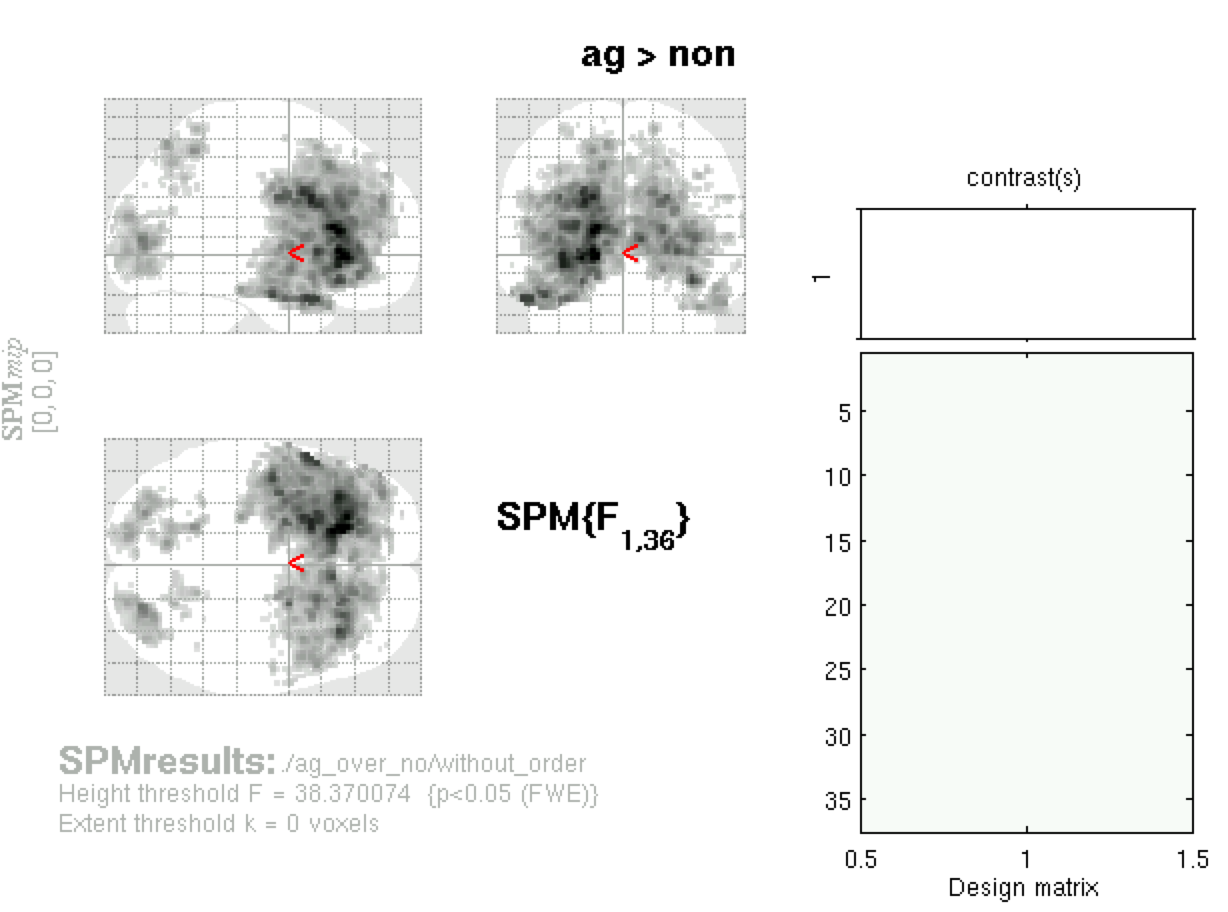 ag > non
contrast(s)
1
SPMmip
[0, 0, 0]
<
<
<
SPM{F1,36}
5
10
15
20
25
30
35
0.5
1
1.5
Design matrix
SPMresults: ./ag_over_no/without_order
Height threshold F = 38.370074 {p<0.05 (FWE)}
Extent threshold k = 0 voxels